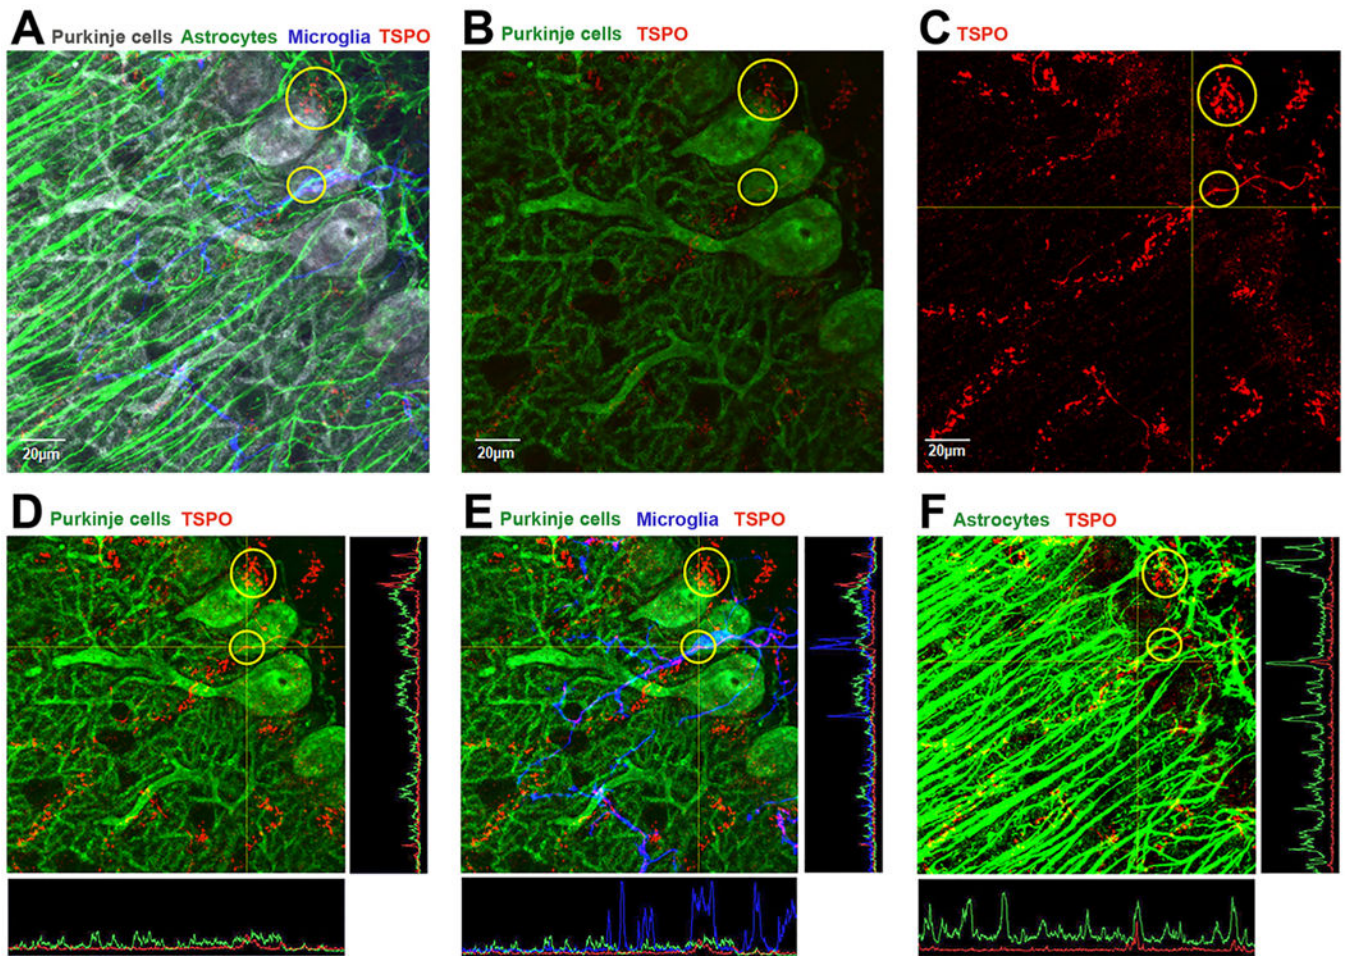 A Purkinje cells Astrocytes Microglia TSPO
B Purkinje cells TSPO
C TSPO
20µm
20µm
20µm
D Purkinje cells TSPO
E Purkinje cells Microglia TSPO
F Astrocytes TSPO